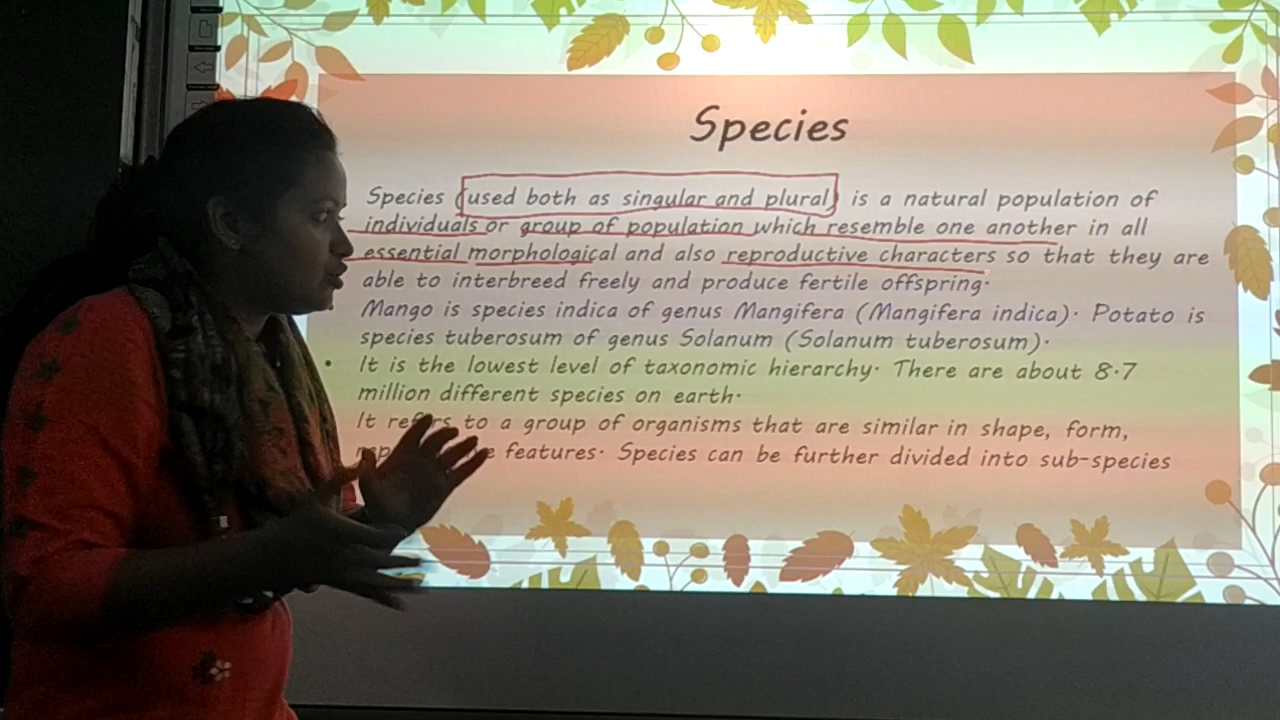 Species
Species (used both as singular and plural) is a natural population of
individuals or group of population which resemble one another in all
essential morphological and also reproductive characters so that they are
able to interbreed freely and produce fertile offspring.
Mango is species indica of genus Mangifera (Mangifera indica). Potato is
species tuberosum of genus Solanum (Solanum tuberosum).
• It is the lowest level of taxonomic hierarchy. There are about 8.7
million different species on earth.
It refers to a group of organisms that are similar in shape, form,
features. Species can be further divided into sub-species